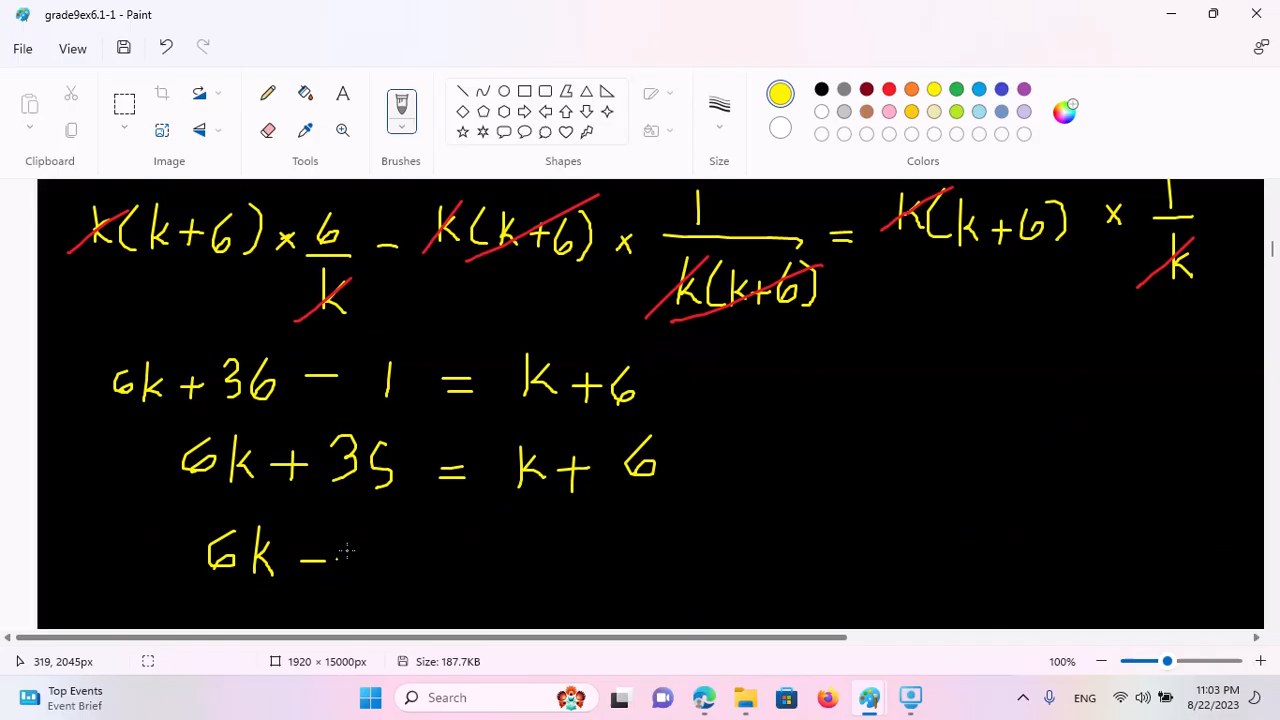 grade9ex6.1-1 - Paint
File View
Clipboard Image Tools Brushes Shapes Size Colors
k(k+6) × 6/k - k(k+6) × 1/k(k+6) = k(k+6) × 1/k
6k + 36 - 1 = k + 6
6k + 35 = k + 6
6k -
319, 2045px 1920 × 15000px Size: 187.7KB 100%
Top Events
Event Brief
Search
ENG
11:03 PM
8/22/2023